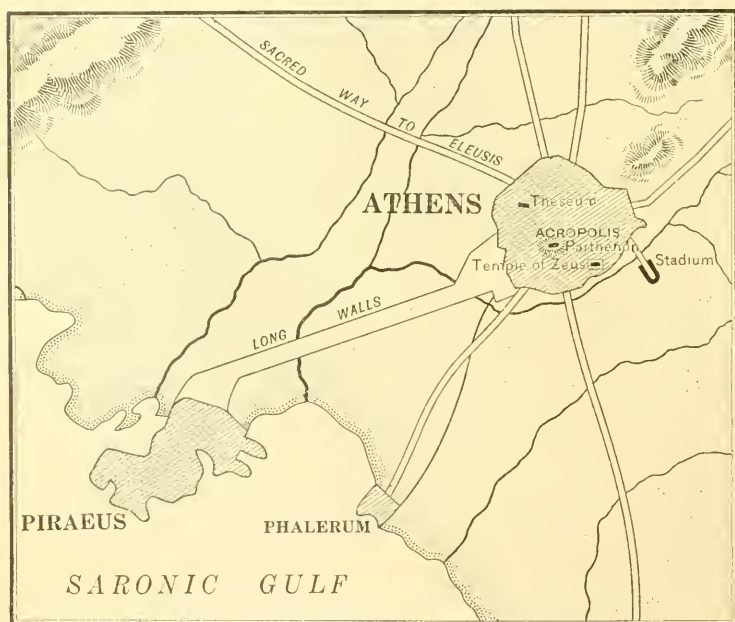 SACRED WAY TO ELEUSIS
ATHENS
Theseum
ACROPOLIS
Parthenon
Temple of Zeus
Stadium
LONG WALLS
PIRAEUS
PHALERUM
SARONIC GULF